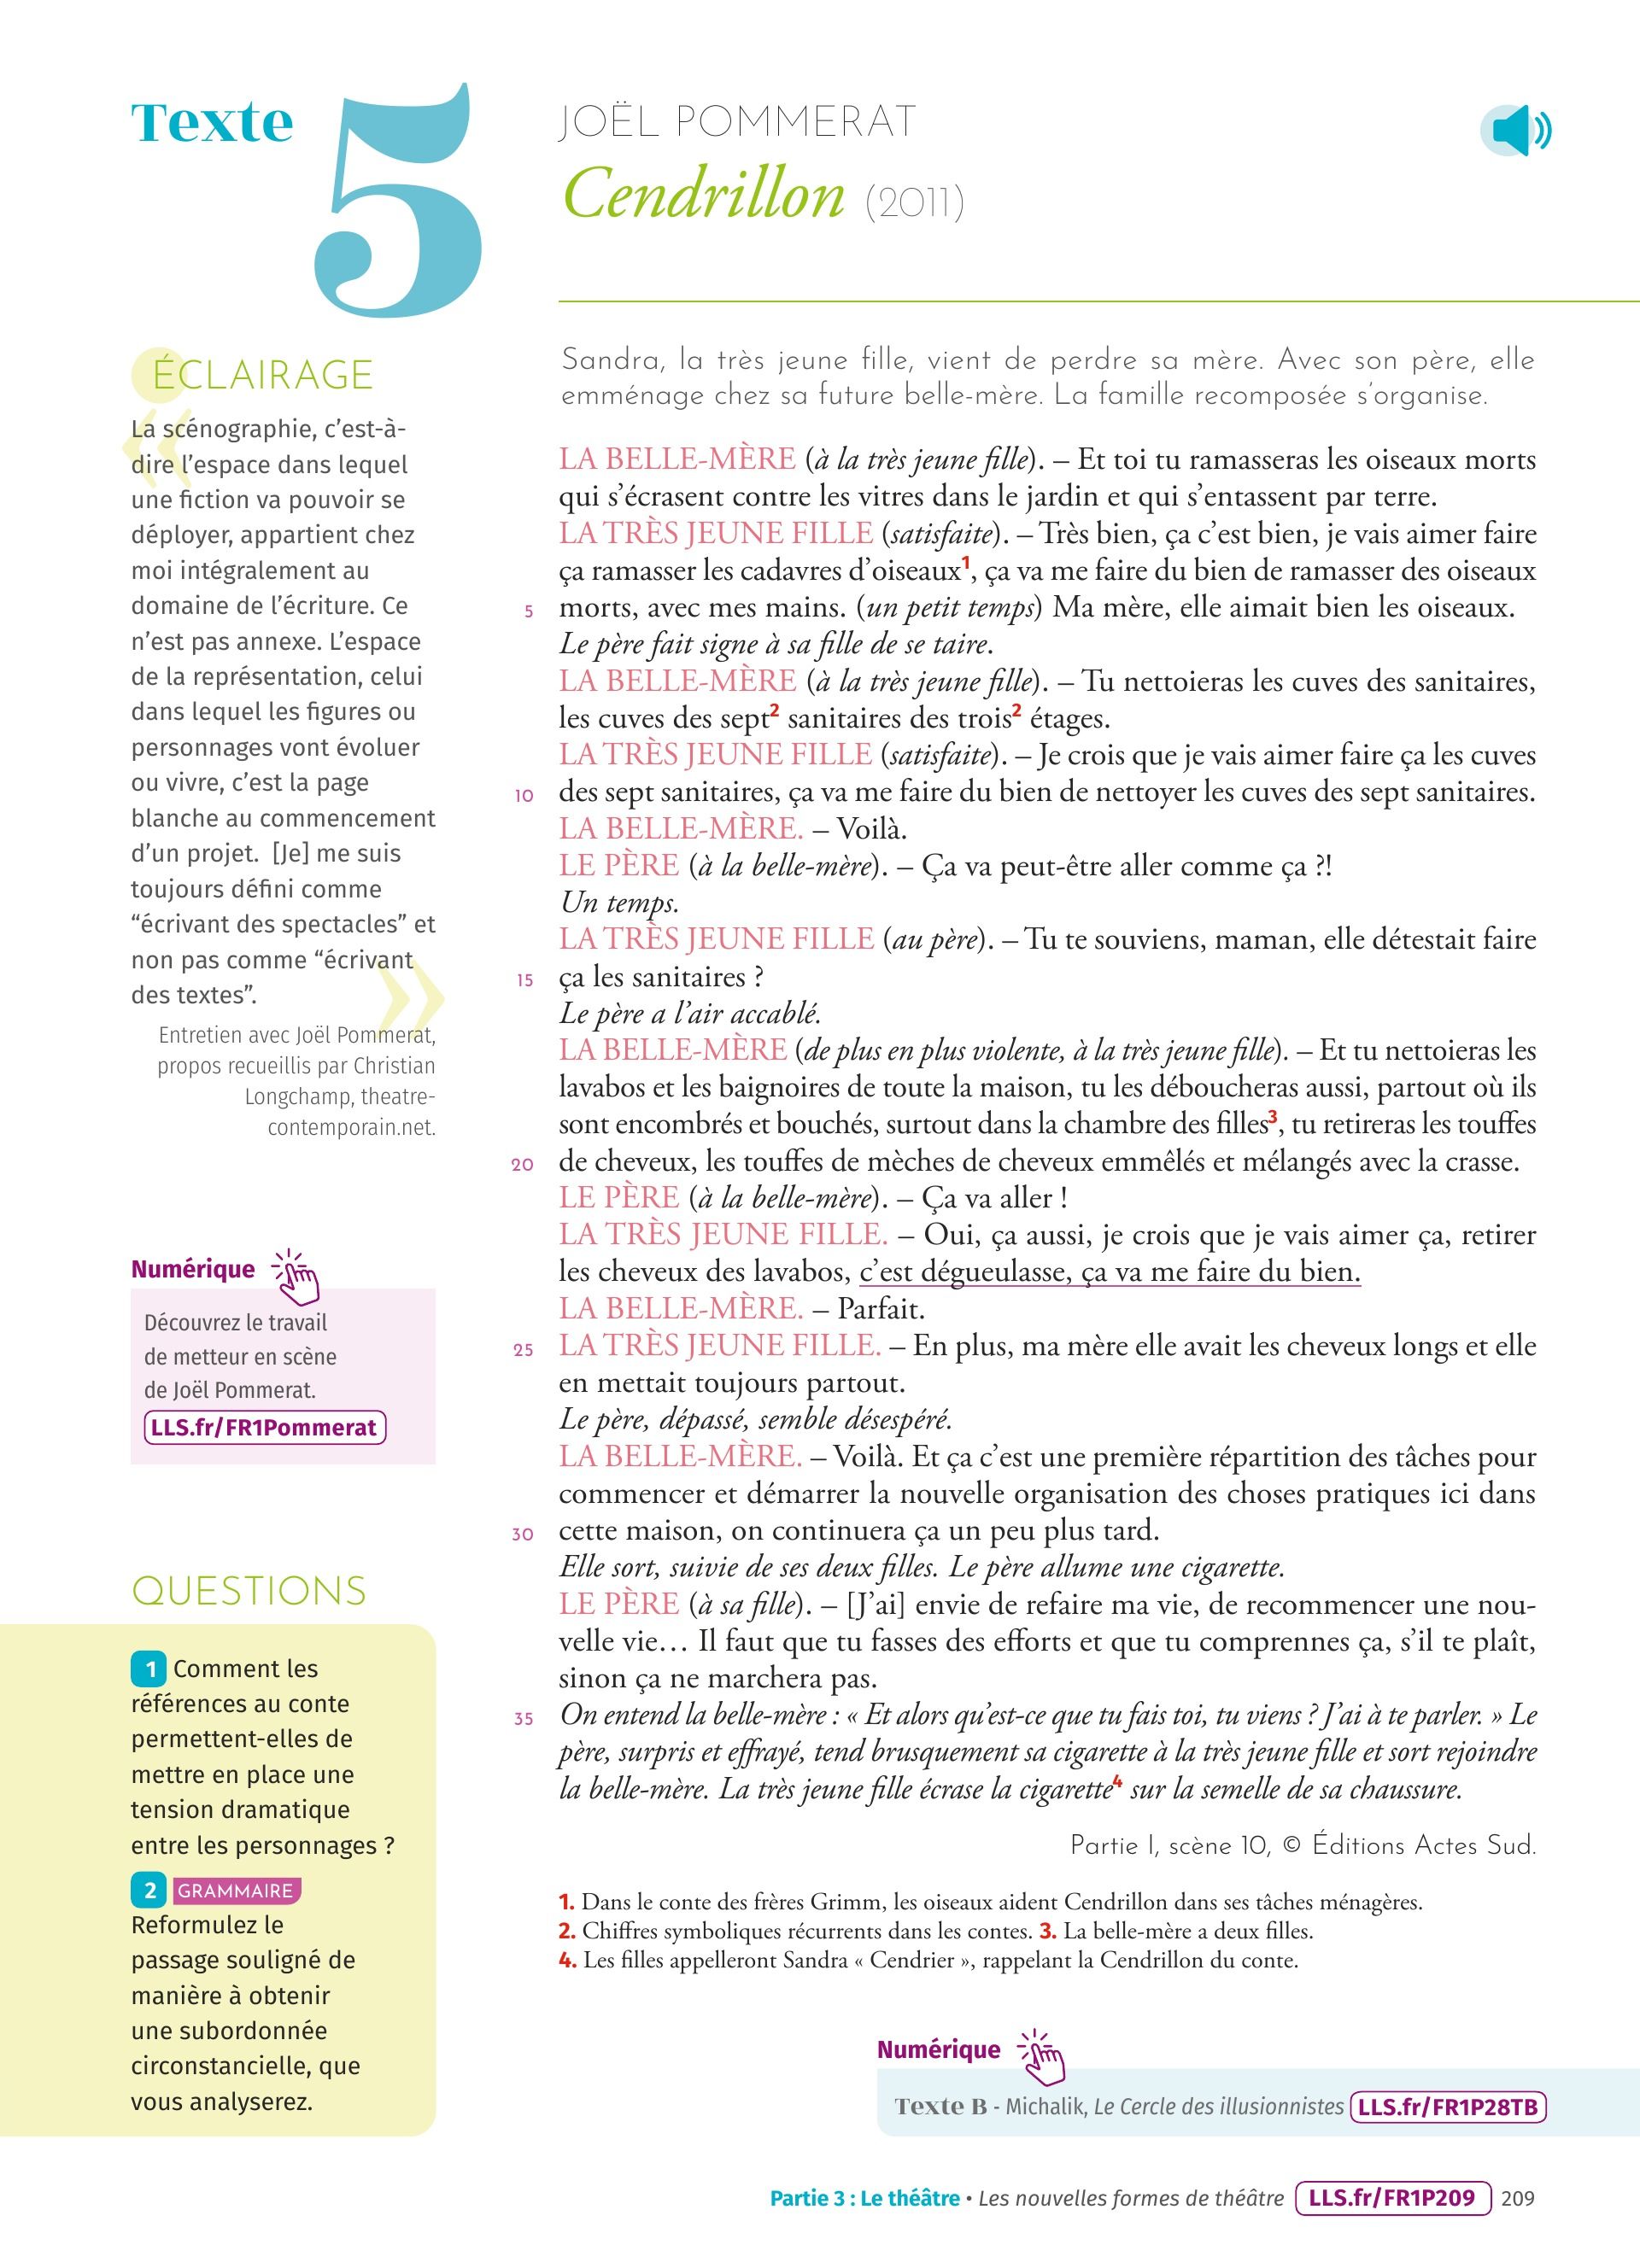 Texte 5
JOËL POMMERAT
Cendrillon (2011)
ÉCLAIRAGE
«
La scénographie, c’est-à-
dire l’espace dans lequel
une fiction va pouvoir se
déployer, appartient chez
moi intégralement au
domaine de l’écriture. Ce
n’est pas annexe. L’espace
de la représentation, celui
dans lequel les figures ou
personnages vont évoluer
ou vivre, c’est la page
blanche au commencement
d’un projet. [Je] me suis
toujours défini comme
“écrivant des spectacles” et
non pas comme “écrivant
des textes”.
»
Entretien avec Joël Pommerat,
propos recueillis par Christian
Longchamp, theatre-
contemporain.net.
Numérique
Découvrez le travail
de metteur en scène
de Joël Pommerat.
LLS.fr/FR1Pommerat
QUESTIONS
1 Comment les
références au conte
permettent-elles de
mettre en place une
tension dramatique
entre les personnages ?
2 GRAMMAIRE
Reformulez le
passage souligné de
manière à obtenir
une subordonnée
circonstancielle, que
vous analyserez.
Sandra, la très jeune fille, vient de perdre sa mère. Avec son père, elle
emménage chez sa future belle-mère. La famille recomposée s’organise.
LA BELLE-MÈRE (à la très jeune fille). – Et toi tu ramasseras les oiseaux morts
qui s’écrasent contre les vitres dans le jardin et qui s’entassent par terre.
LA TRÈS JEUNE FILLE (satisfaite). – Très bien, ça c’est bien, je vais aimer faire
ça ramasser les cadavres d’oiseaux1, ça va me faire du bien de ramasser des oiseaux
5 morts, avec mes mains. (un petit temps) Ma mère, elle aimait bien les oiseaux.
Le père fait signe à sa fille de se taire.
LA BELLE-MÈRE (à la très jeune fille). – Tu nettoieras les cuves des sanitaires,
les cuves des sept2 sanitaires des trois2 étages.
LA TRÈS JEUNE FILLE (satisfaite). – Je crois que je vais aimer faire ça les cuves
10 des sept sanitaires, ça va me faire du bien de nettoyer les cuves des sept sanitaires.
LA BELLE-MÈRE. – Voilà.
LE PÈRE (à la belle-mère). – Ça va peut-être aller comme ça ?!
Un temps.
LA TRÈS JEUNE FILLE (au père). – Tu te souviens, maman, elle détestait faire
15 ça les sanitaires ?
Le père a l’air accablé.
LA BELLE-MÈRE (de plus en plus violente, à la très jeune fille). – Et tu nettoieras les
lavabos et les baignoires de toute la maison, tu les déboucheras aussi, partout où ils
sont encombrés et bouchés, surtout dans la chambre des filles3, tu retireras les touffes
20 de cheveux, les touffes de mèches de cheveux emmêlés et mélangés avec la crasse.
LE PÈRE (à la belle-mère). – Ça va aller !
LA TRÈS JEUNE FILLE. – Oui, ça aussi, je crois que je vais aimer ça, retirer
les cheveux des lavabos, c’est dégueulasse, ça va me faire du bien.
LA BELLE-MÈRE. – Parfait.
25 LA TRÈS JEUNE FILLE. – En plus, ma mère elle avait les cheveux longs et elle
en mettait toujours partout.
Le père, dépassé, semble désespéré.
LA BELLE-MÈRE. – Voilà. Et ça c’est une première répartition des tâches pour
commencer et démarrer la nouvelle organisation des choses pratiques ici dans
30 cette maison, on continuera ça un peu plus tard.
Elle sort, suivie de ses deux filles. Le père allume une cigarette.
LE PÈRE (à sa fille). – [J’ai] envie de refaire ma vie, de recommencer une nou-
velle vie… Il faut que tu fasses des efforts et que tu comprennes ça, s’il te plaît,
sinon ça ne marchera pas.
35 On entend la belle-mère : « Et alors qu’est-ce que tu fais toi, tu viens ? J’ai à te parler. » Le
père, surpris et effrayé, tend brusquement sa cigarette à la très jeune fille et sort rejoindre
la belle-mère. La très jeune fille écrase la cigarette4 sur la semelle de sa chaussure.
Partie I, scène 10, © Éditions Actes Sud.
1. Dans le conte des frères Grimm, les oiseaux aident Cendrillon dans ses tâches ménagères.
2. Chiffres symboliques récurrents dans les contes. 3. La belle-mère a deux filles.
4. Les filles appelleront Sandra « Cendrier », rappelant la Cendrillon du conte.
Numérique
Texte B - Michalik, Le Cercle des illusionnistes LLS.fr/FR1P28TB
Partie 3 : Le théâtre • Les nouvelles formes de théâtre LLS.fr/FR1P209 209